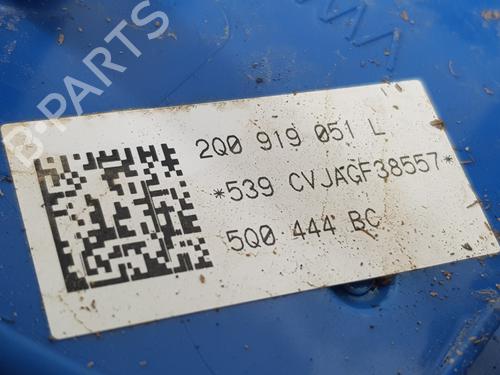 B-PARTS
2Q0 919 051 L
*539 CVJAGF38557*
5Q0 444 BC